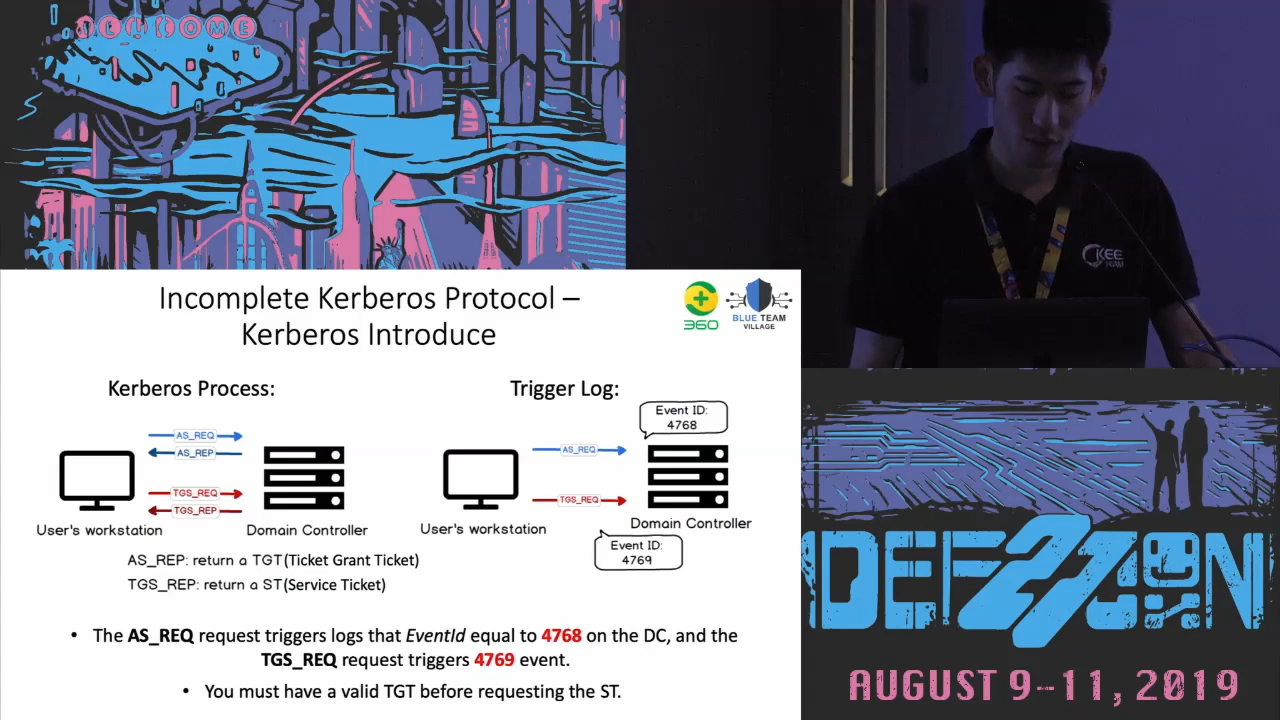 WELCOME
KEE
TEAM
Incomplete Kerberos Protocol –
Kerberos Introduce
360
BLUE TEAM
VILLAGE
Kerberos Process:
AS_REQ
AS_REP
TGS_REQ
TGS_REP
User's workstation
Domain Controller
AS_REP: return a TGT(Ticket Grant Ticket)
TGS_REP: return a ST(Service Ticket)
Trigger Log:
Event ID:
4768
AS_REQ
TGS_REQ
User's workstation
Domain Controller
Event ID:
4769
• The AS_REQ request triggers logs that EventId equal to 4768 on the DC, and the
TGS_REQ request triggers 4769 event.
• You must have a valid TGT before requesting the ST.
DEF27CON
AUGUST 9-11, 2019